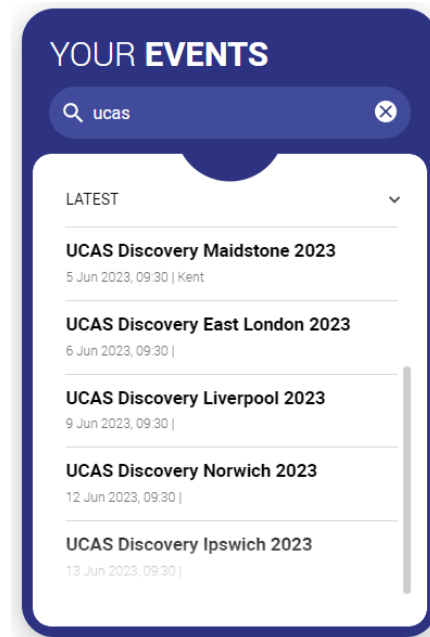 YOUR EVENTS
ucas
LATEST
UCAS Discovery Maidstone 2023
5 Jun 2023, 09:30 | Kent
UCAS Discovery East London 2023
6 Jun 2023, 09:30 |
UCAS Discovery Liverpool 2023
9 Jun 2023, 09:30 |
UCAS Discovery Norwich 2023
12 Jun 2023, 09:30 |
UCAS Discovery Ipswich 2023
13 Jun 2023, 09:30 |